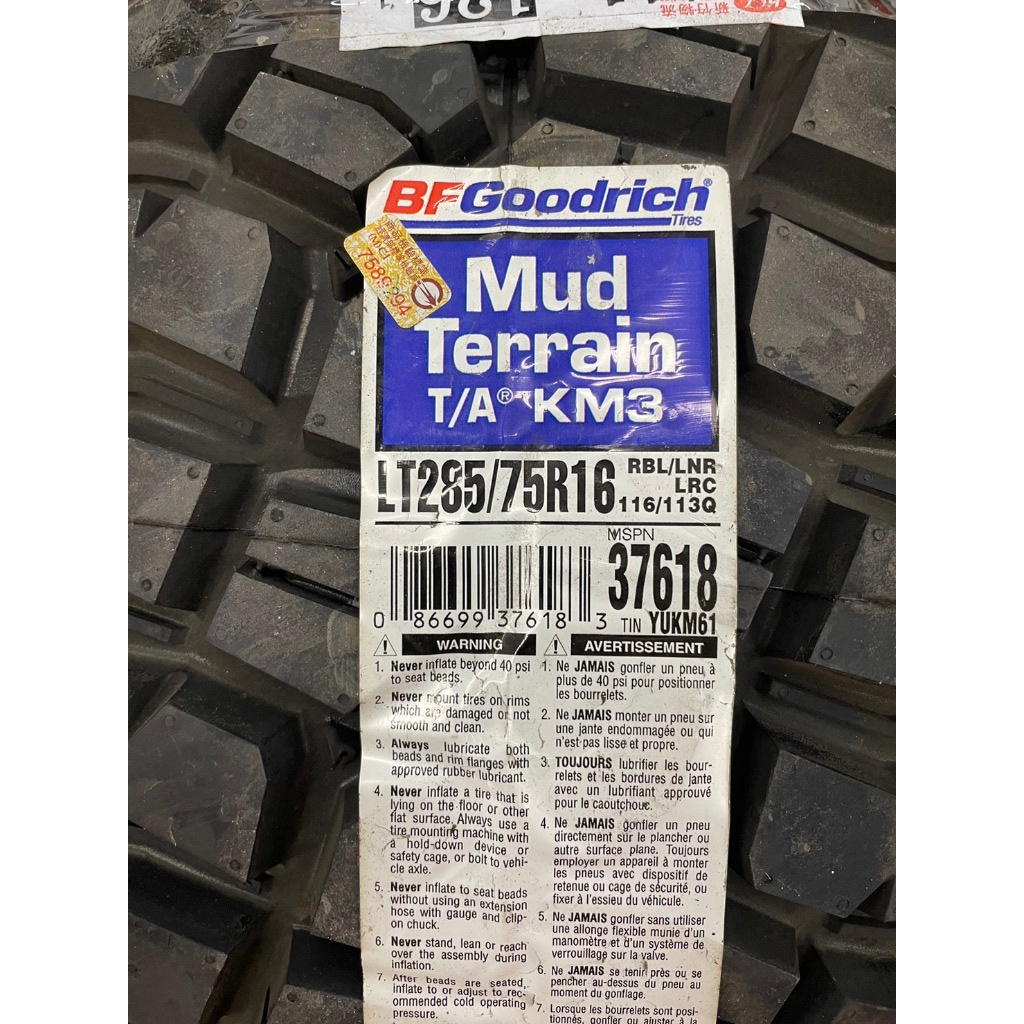 新竹物流
126
BFGoodrich®
Tires
7589 94
Mud
Terrain
T/A® KM3®
LT285/75R16
RBL/LNR
LRC
116/113Q
MSPN
37618
0 86699 37618 3
TIN YUKM61
WARNING
1. Never inflate beyond 40 psi
to seat beads.
2. Never mount tires on rims
which are damaged or not
smooth and clean.
3. Always lubricate both
beads and rim flanges with
approved rubber lubricant.
4. Never inflate a tire that is
lying on the floor or other
flat surface. Always use a
tire mounting machine with
a hold-down device or
safety cage, or bolt to vehi-
cle axle.
5. Never inflate to seat beads
without using an extension
hose with gauge and clip-
on chuck.
6. Never stand, lean or reach
over the assembly during
inflation.
7. After beads are seated,
inflate to or adjust to rec-
ommended cold operating
pressure.
AVERTISSEMENT
1. Ne JAMAIS gonfler un pneu à
plus de 40 psi pour positionner
les bourrelets.
2. Ne JAMAIS monter un pneu sur
une jante endommagée ou qui
n'est pas lisse et propre.
3. TOUJOURS lubrifier les bour-
relets et les bordures de jante
avec un lubrifiant approuvé
pour le caoutchouc.
4. Ne JAMAIS gonfler un pneu
directement sur le plancher ou
autre surface plane. Toujours
employer un appareil à monter
les pneus avec dispositif de
retenue ou cage de sécurité, ou
fixer à l'essieu du véhicule.
5. Ne JAMAIS gonfler sans utiliser
une allonge flexible munie d'un
manomètre et d'un système de
verrouillage sur la valve.
6. Ne JAMAIS se tenir près ou se
pencher au-dessus du pneu au
moment du gonflage.
7. Lorsque les bourrelets sont posi-
tionnés, gonfler ou ajuster à la